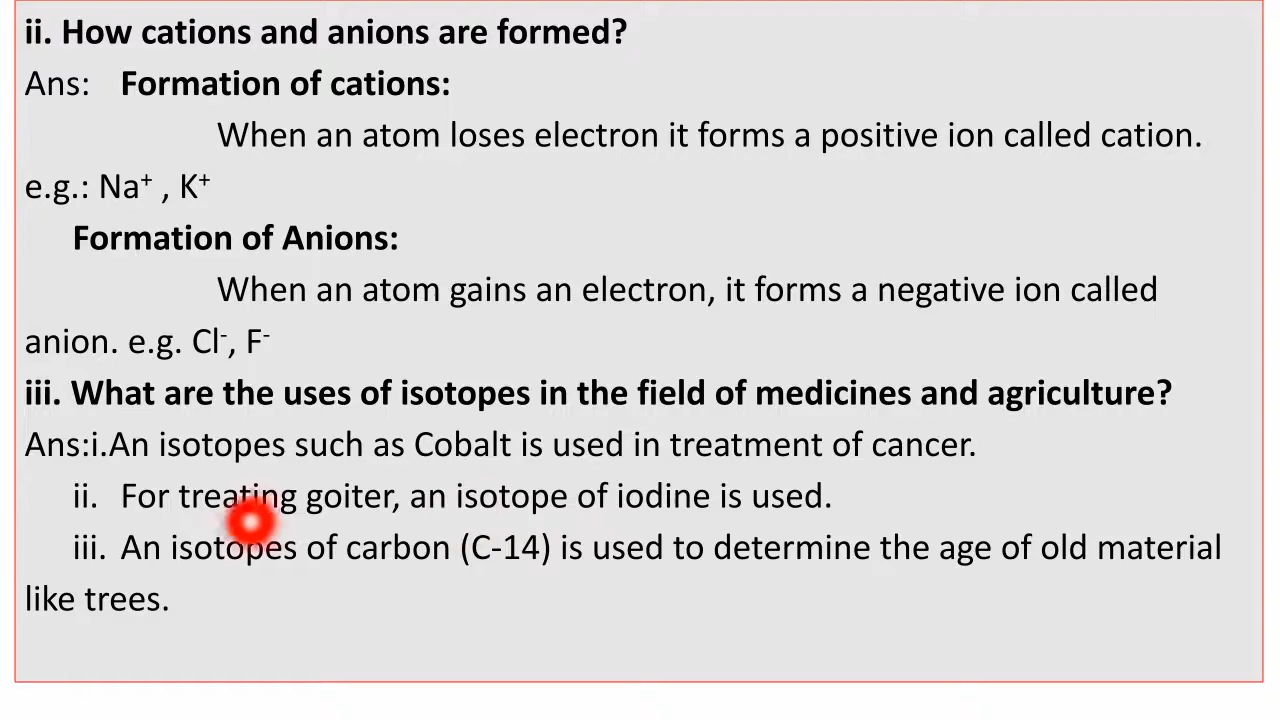 ii. How cations and anions are formed?
Ans: Formation of cations:
When an atom loses electron it forms a positive ion called cation.
e.g.: Na⁺ , K⁺
Formation of Anions:
When an atom gains an electron, it forms a negative ion called
anion. e.g. Cl⁻, F⁻
iii. What are the uses of isotopes in the field of medicines and agriculture?
Ans:i.An isotopes such as Cobalt is used in treatment of cancer.
ii. For treating goiter, an isotope of iodine is used.
iii. An isotopes of carbon (C-14) is used to determine the age of old material
like trees.